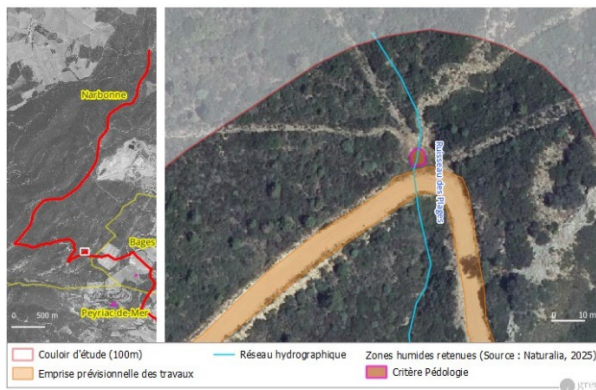 Narbonne
Bages
Peyriac de Mer
0 500 m
Ruisseau des Plages
0 10 m
Couloir d'étude (100m)
Réseau hydrographique
Zones humides retenues (Source : Naturalia, 2025)
Emprise prévisionnelle des travaux
Critère Pédologie